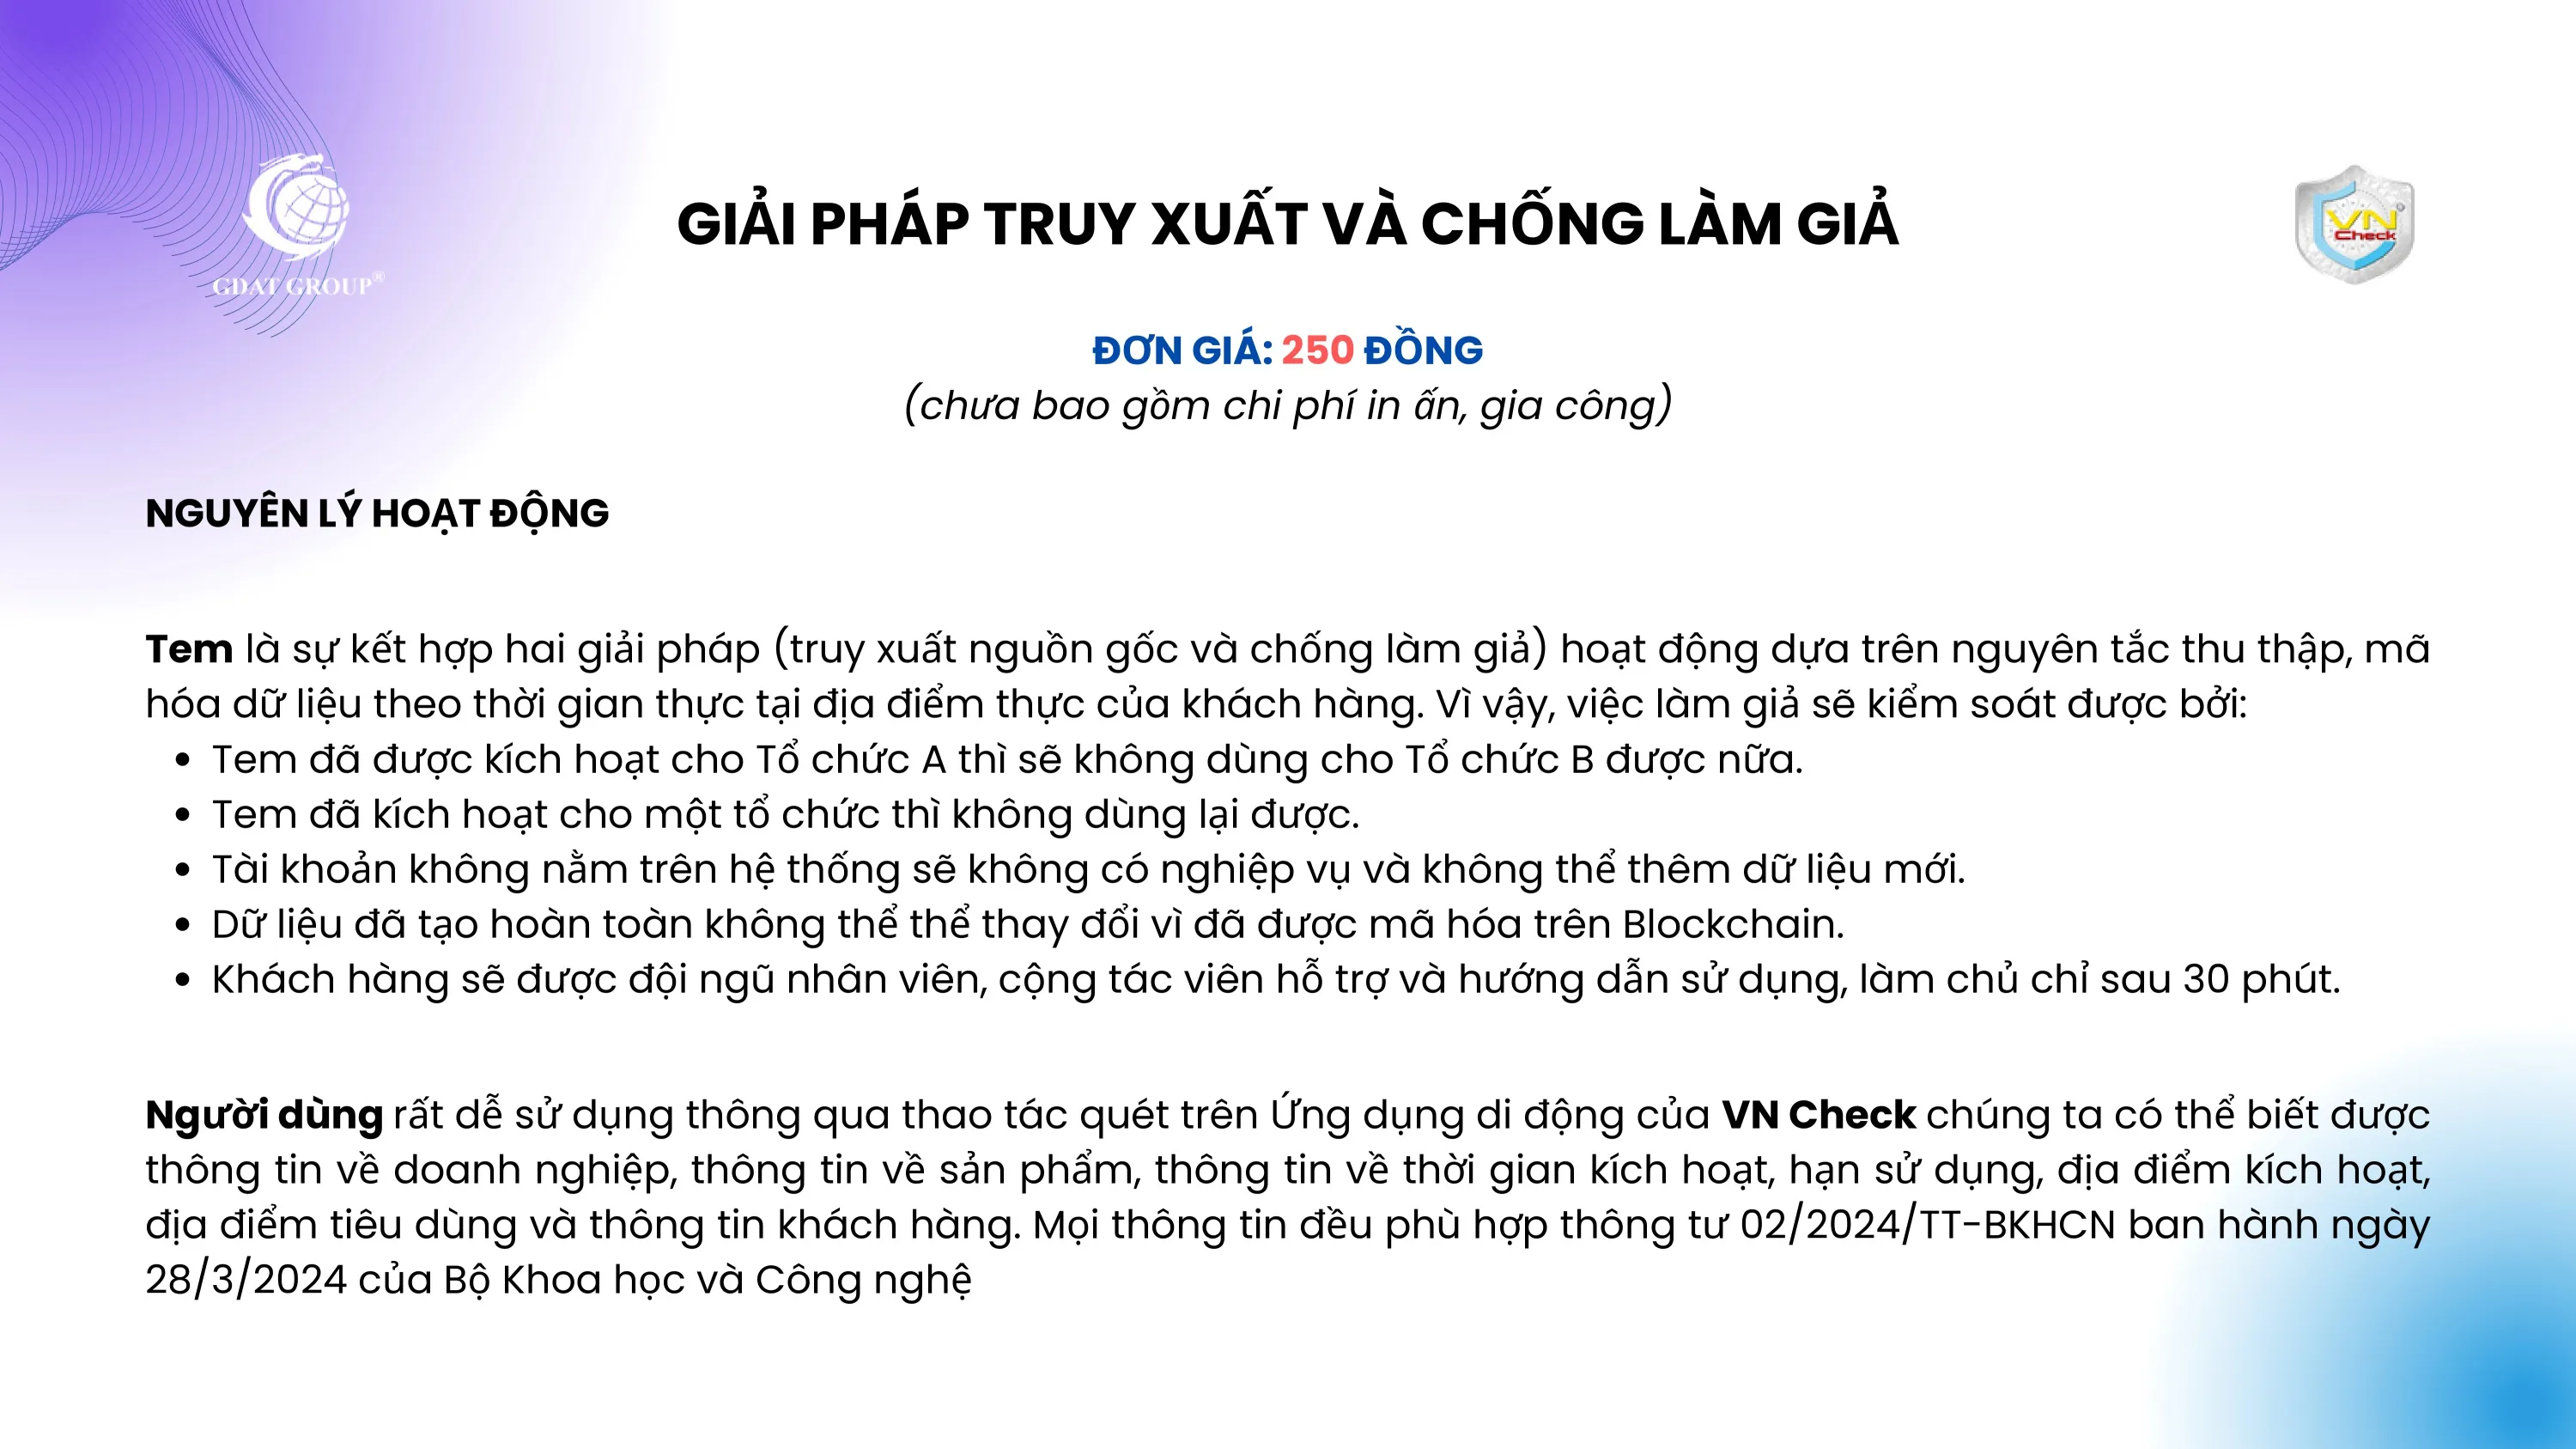 GDAT GROUP®
GIẢI PHÁP TRUY XUẤT VÀ CHỐNG LÀM GIẢ
VN
Check
ĐƠN GIÁ: 250 ĐỒNG
(chưa bao gồm chi phí in ấn, gia công)
NGUYÊN LÝ HOẠT ĐỘNG
Tem là sự kết hợp hai giải pháp (truy xuất nguồn gốc và chống làm giả) hoạt động dựa trên nguyên tắc thu thập, mã
hóa dữ liệu theo thời gian thực tại địa điểm thực của khách hàng. Vì vậy, việc làm giả sẽ kiểm soát được bởi:
• Tem đã được kích hoạt cho Tổ chức A thì sẽ không dùng cho Tổ chức B được nữa.
• Tem đã kích hoạt cho một tổ chức thì không dùng lại được.
• Tài khoản không nằm trên hệ thống sẽ không có nghiệp vụ và không thể thêm dữ liệu mới.
• Dữ liệu đã tạo hoàn toàn không thể thể thay đổi vì đã được mã hóa trên Blockchain.
• Khách hàng sẽ được đội ngũ nhân viên, cộng tác viên hỗ trợ và hướng dẫn sử dụng, làm chủ chỉ sau 30 phút.
Người dùng rất dễ sử dụng thông qua thao tác quét trên Ứng dụng di động của VN Check chúng ta có thể biết được
thông tin về doanh nghiệp, thông tin về sản phẩm, thông tin về thời gian kích hoạt, hạn sử dụng, địa điểm kích hoạt,
địa điểm tiêu dùng và thông tin khách hàng. Mọi thông tin đều phù hợp thông tư 02/2024/TT-BKHCN ban hành ngày
28/3/2024 của Bộ Khoa học và Công nghệ